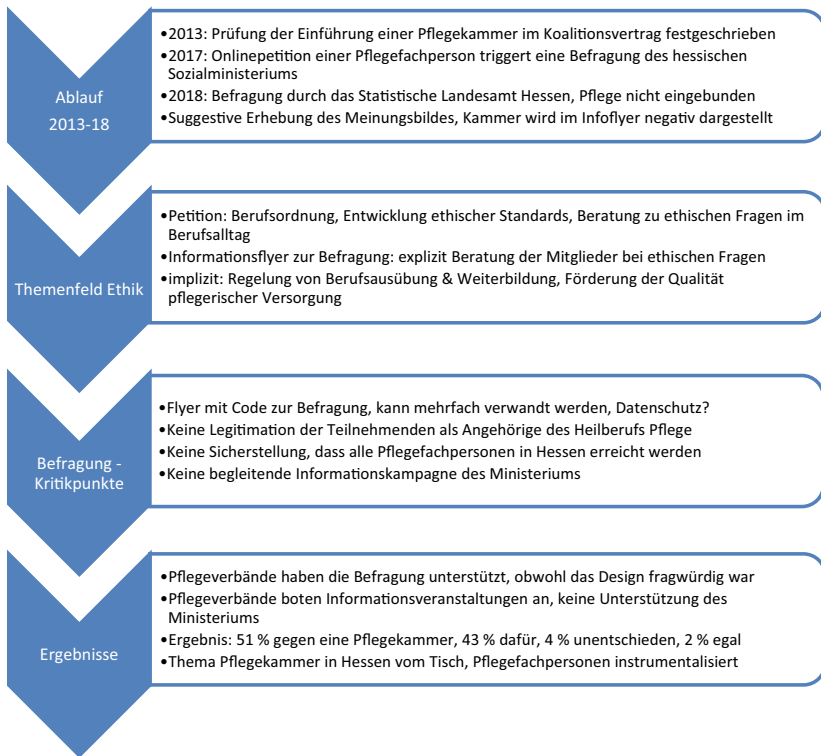 Ablauf
2013-18
•2013: Prüfung der Einführung einer Pflegekammer im Koalitionsvertrag festgeschrieben
•2017: Onlinepetition einer Pflegefachperson triggert eine Befragung des hessischen
Sozialministeriums
•2018: Befragung durch das Statistische Landesamt Hessen, Pflege nicht eingebunden
•Suggestive Erhebung des Meinungsbildes, Kammer wird im Infoflyer negativ dargestellt
Themenfeld Ethik
•Petition: Berufsordnung, Entwicklung ethischer Standards, Beratung zu ethischen Fragen im
Berufsalltag
•Informationsflyer zur Befragung: explizit Beratung der Mitglieder bei ethischen Fragen
•implizit: Regelung von Berufsausübung & Weiterbildung, Förderung der Qualität
pflegerischer Versorgung
Befragung -
Kritikpunkte
•Flyer mit Code zur Befragung, kann mehrfach verwandt werden, Datenschutz?
•Keine Legitimation der Teilnehmenden als Angehörige des Heilberufs Pflege
•Keine Sicherstellung, dass alle Pflegefachpersonen in Hessen erreicht werden
•Keine begleitende Informationskampagne des Ministeriums
Ergebnisse
•Pflegeverbände haben die Befragung unterstützt, obwohl das Design fragwürdig war
•Pflegeverbände boten Informationsveranstaltungen an, keine Unterstützung des
Ministeriums
•Ergebnis: 51 % gegen eine Pflegekammer, 43 % dafür, 4 % unentschieden, 2 % egal
•Thema Pflegekammer in Hessen vom Tisch, Pflegefachpersonen instrumentalisiert